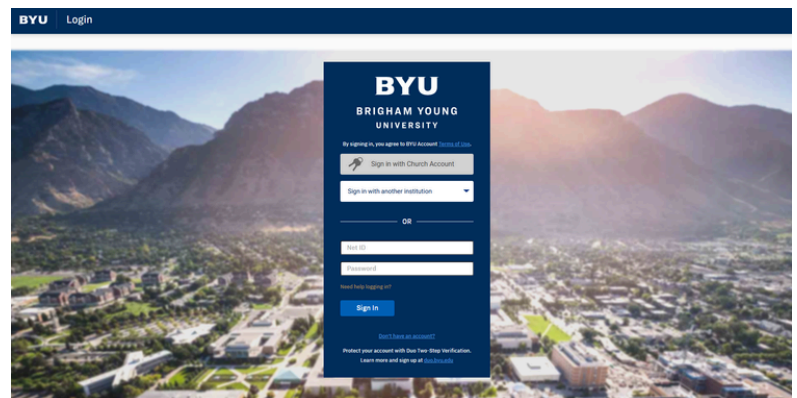 BYU Login
BYU
BRIGHAM YOUNG
UNIVERSITY
By signing in, you agree to BYU Account Terms of Use.
Sign in with Church Account
Sign in with another institution
OR
Net ID
Password
Need help logging in?
Sign In
Don't have an account?
Protect your account with Duo Two-Step Verification.
Learn more and sign up at duo.byu.edu